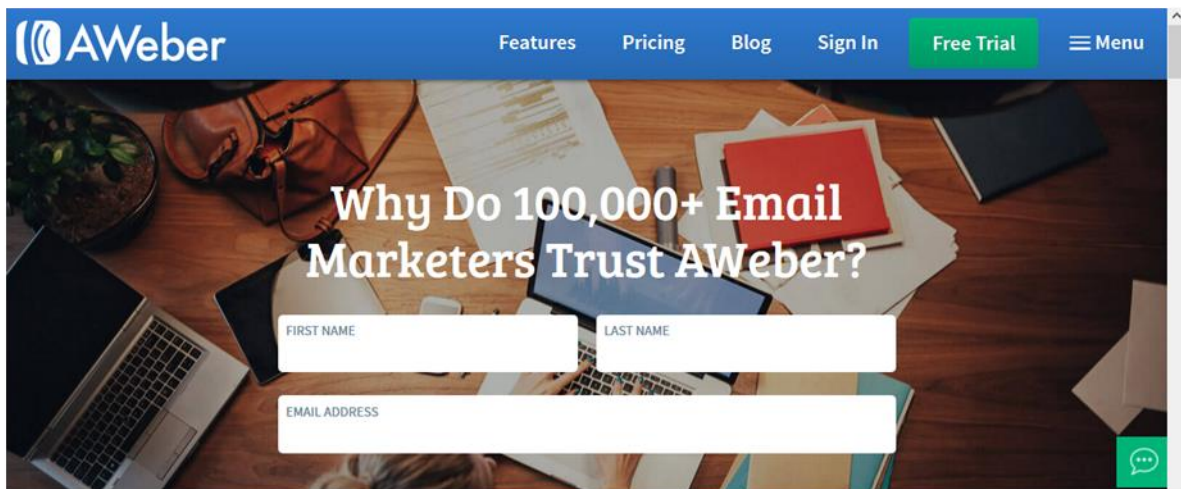 AWeber
Features Pricing Blog Sign In Free Trial Menu
Why Do 100,000+ Email
Marketers Trust AWeber?
FIRST NAME LAST NAME
EMAIL ADDRESS